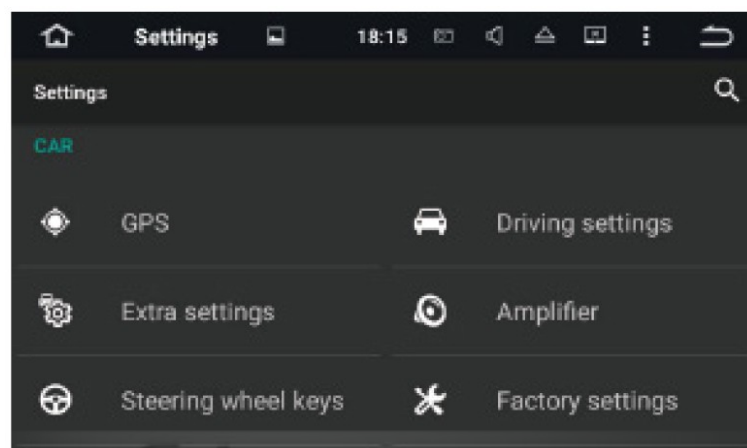 Settings 18:15
Settings
CAR
GPS Driving settings
Extra settings Amplifier
Steering wheel keys Factory settings